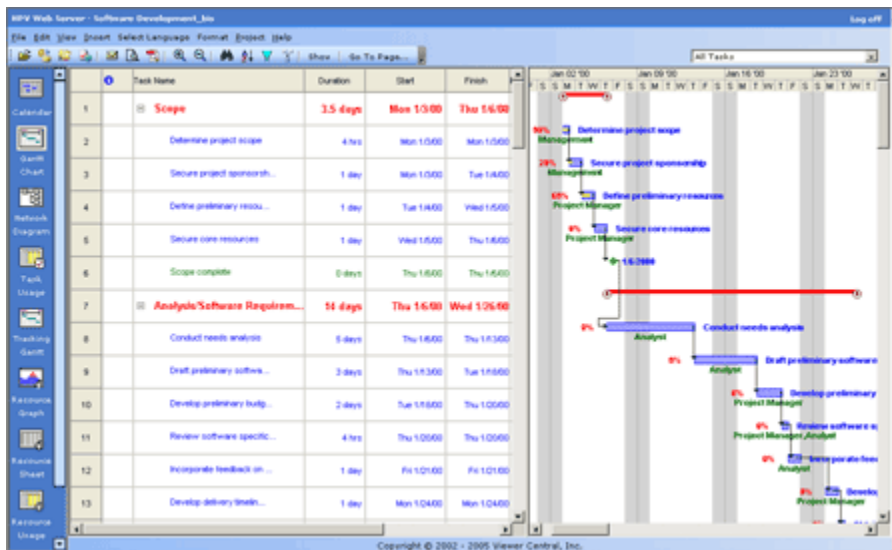 HPV Web Server - Software Development_bio
Log off
File Edit View Insert Select Language Format Project Help
Show Go To Page...
All Tasks
Task Name Duration Start Finish
Jan 02 '00 Jan 09 '00 Jan 16 '00 Jan 23 '00
S S M T W T F S S M T W T F S S M T W T F S S M T W T
Calendar
Gantt
Chart
Network
Diagram
Task
Usage
Tracking
Gantt
Resource
Graph
Resource
Sheet
Resource
Usage
1 Scope 3.5 days Mon 1/3/00 Thu 1/6/00
2 Determine project scope 4 hrs Mon 1/3/00 Mon 1/3/00
3 Secure project sponsorsh... 1 day Mon 1/3/00 Tue 1/4/00
4 Define preliminary resou... 1 day Tue 1/4/00 Wed 1/5/00
5 Secure core resources 1 day Wed 1/5/00 Thu 1/6/00
6 Scope complete 0 days Thu 1/6/00 Thu 1/6/00
7 Analysis/Software Requirem... 14 days Thu 1/6/00 Wed 1/26/00
8 Conduct needs analysis 5 days Thu 1/6/00 Thu 1/13/00
9 Draft preliminary softwa... 3 days Thu 1/13/00 Tue 1/18/00
10 Develop preliminary budg... 2 days Tue 1/18/00 Thu 1/20/00
11 Review software specific... 4 hrs Thu 1/20/00 Thu 1/20/00
12 Incorporate feedback on ... 1 day Fri 1/21/00 Fri 1/21/00
13 Develop delivery timelin... 1 day Mon 1/24/00 Mon 1/24/00
Determine project scope
Management
Secure project sponsorship
Management
Define preliminary resources
Project Manager
0% Secure core resources
Project Manager
1/6/2000
0% Conduct needs analysis
Analyst
0% Draft preliminary software
Analyst
0% Develop preliminary
Project Manager
0% Review software s
Project Manager,Analyst
0% Incorporate feed
Analyst
0% Develo
Project Manager
Copyright © 2002 - 2005 Viewer Central, Inc.